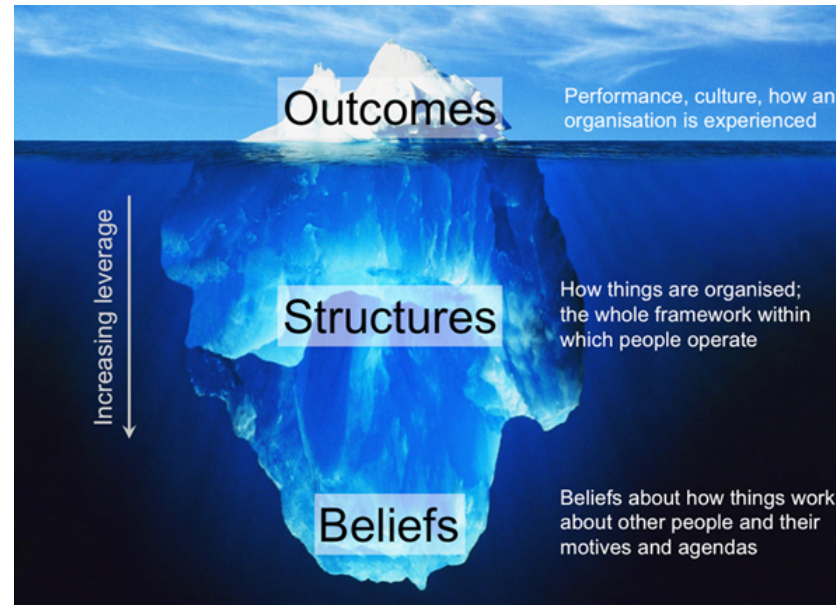 Outcomes
Performance, culture, how an
organisation is experienced
Increasing leverage
Structures
How things are organised;
the whole framework within
which people operate
Beliefs
Beliefs about how things work
about other people and their
motives and agendas